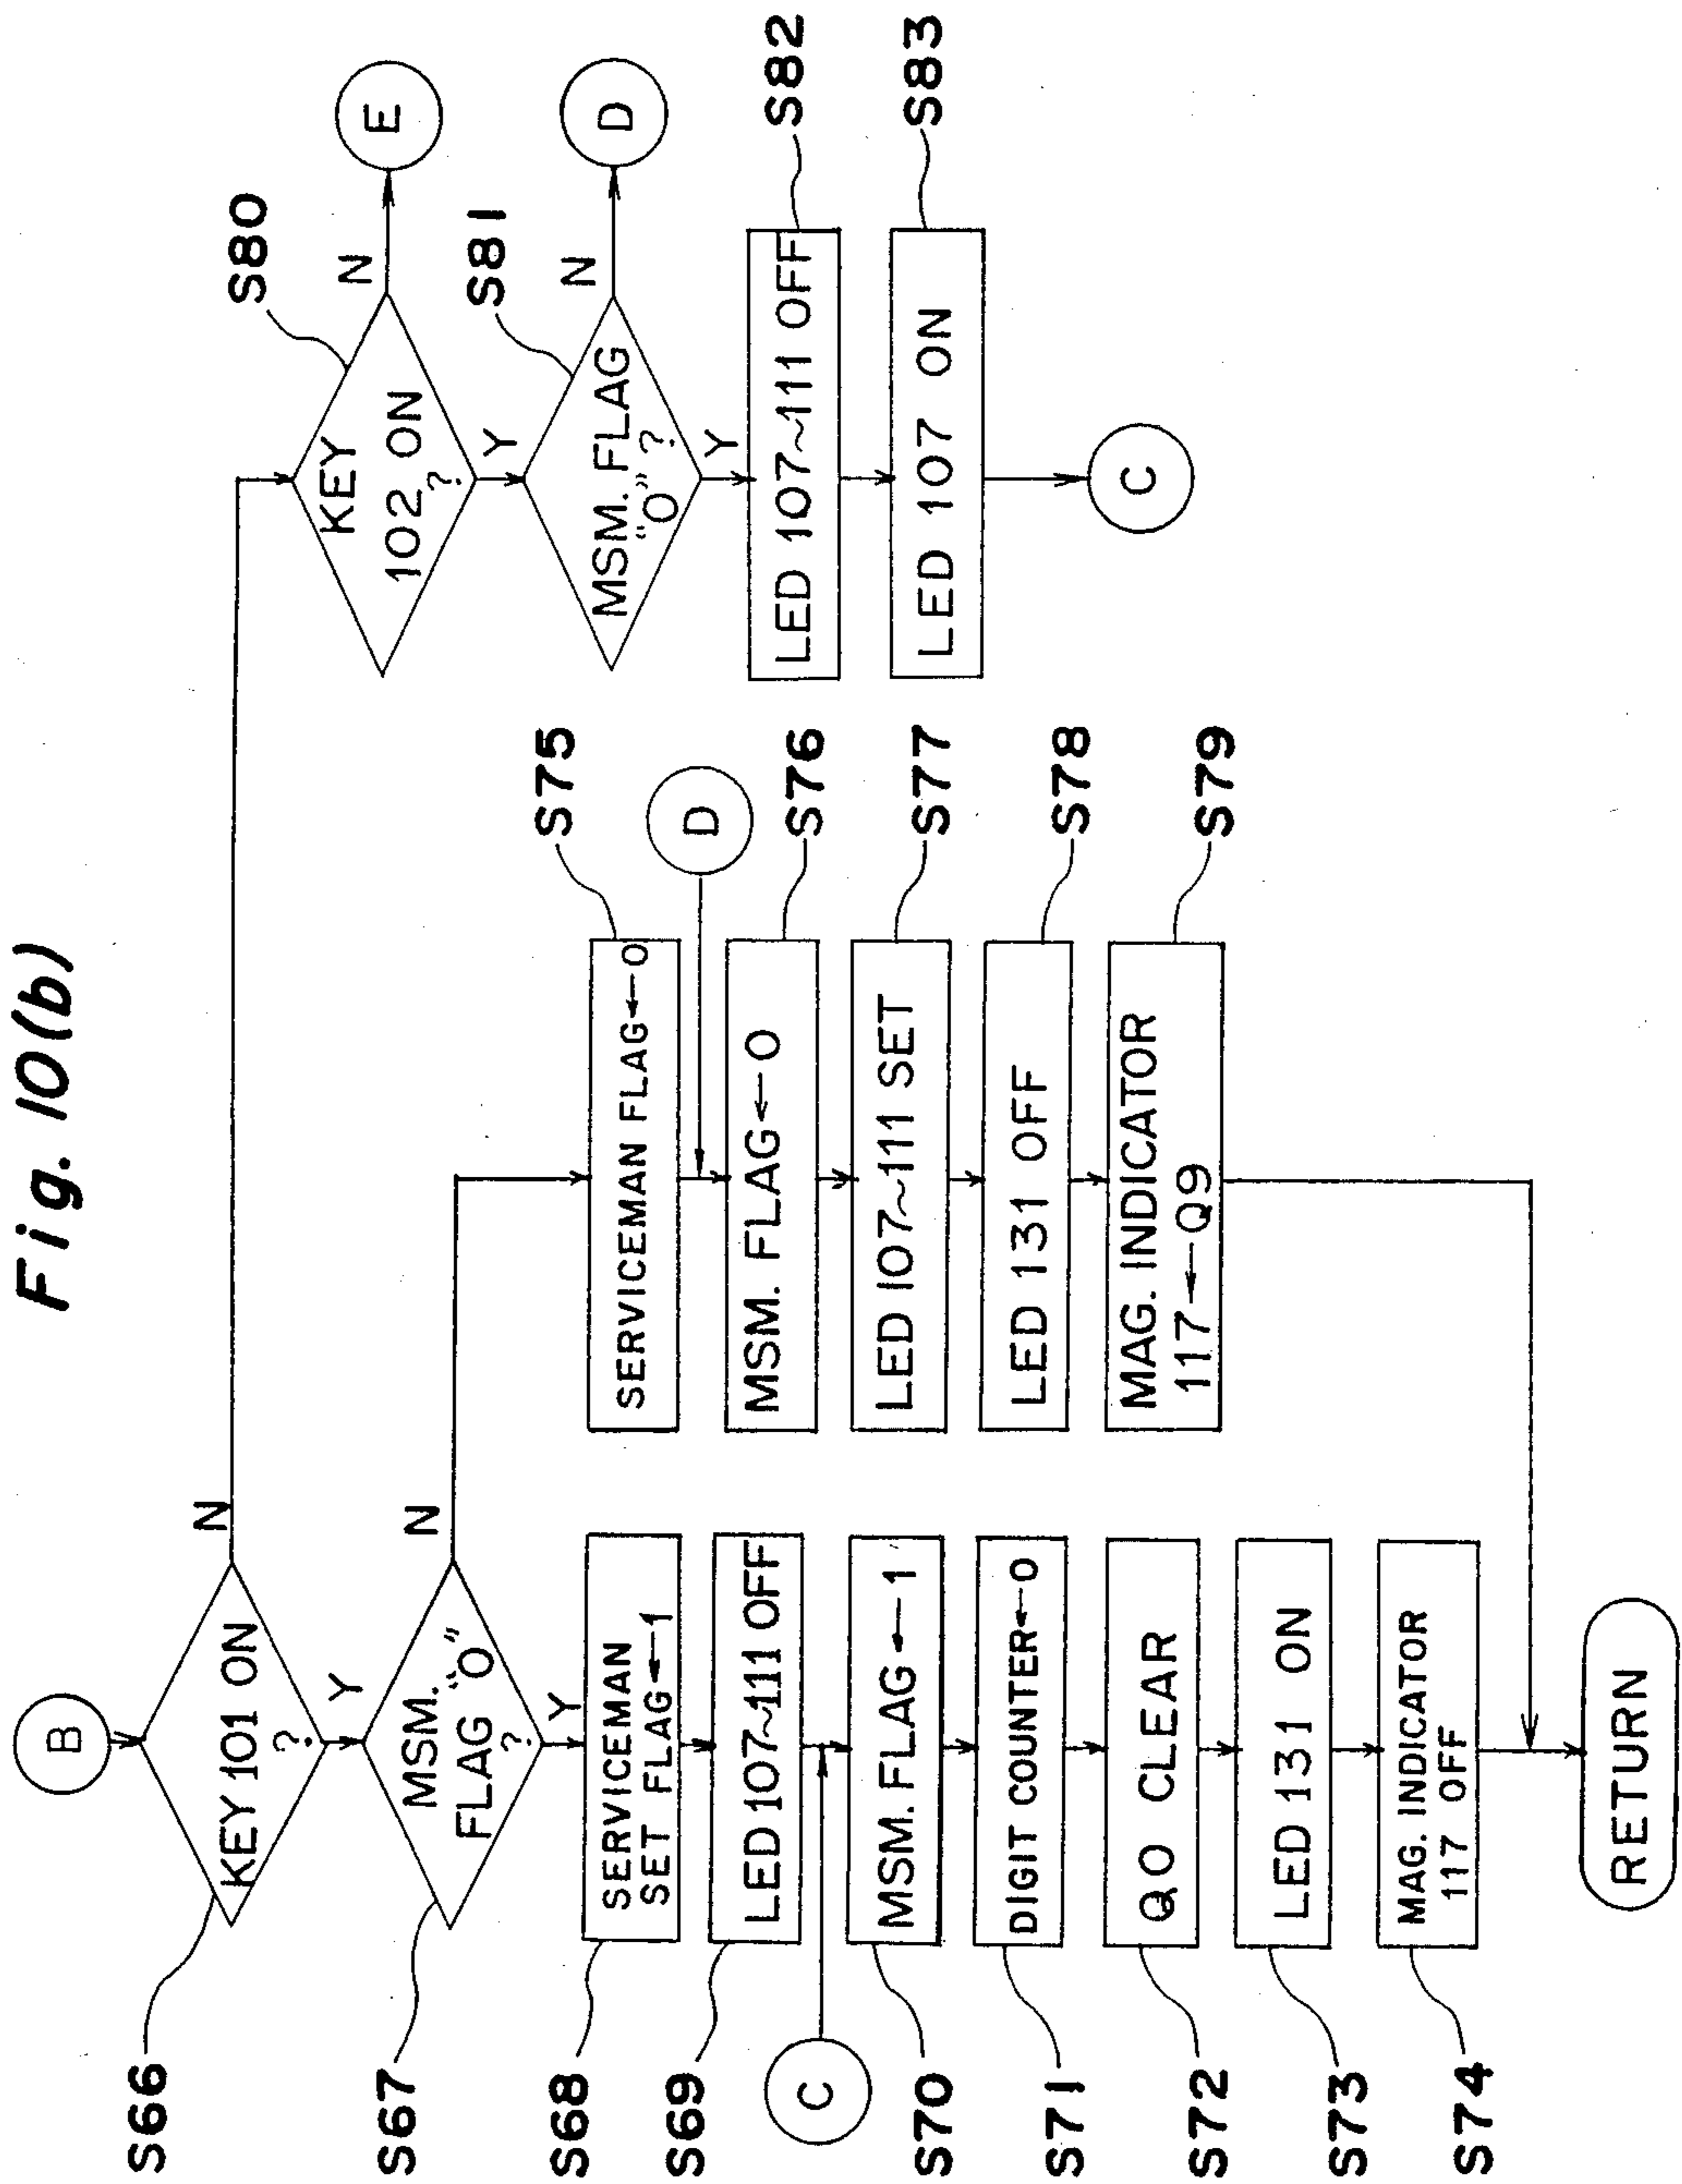 Fig. 10(b)
B
S66
KEY 101 ON
?
N
Y
S67
MSM.
FLAG "0"
?
N
Y
S68
SERVICEMAN
SET FLAG←1
S69
LED 107~111 OFF
C
S70
MSM. FLAG←1
S71
DIGIT COUNTER←0
S72
Q0 CLEAR
S73
LED 131 ON
S74
MAG. INDICATOR
117 OFF
RETURN
S75
SERVICEMAN FLAG←0
D
S76
MSM. FLAG←0
S77
LED 107~111 SET
S78
LED 131 OFF
S79
MAG. INDICATOR
117←Q9
S80
KEY
102 ON
?
N
E
Y
S81
MSM. FLAG
"0" ?
N
D
Y
S82
LED 107~111 OFF
S83
LED 107 ON
C